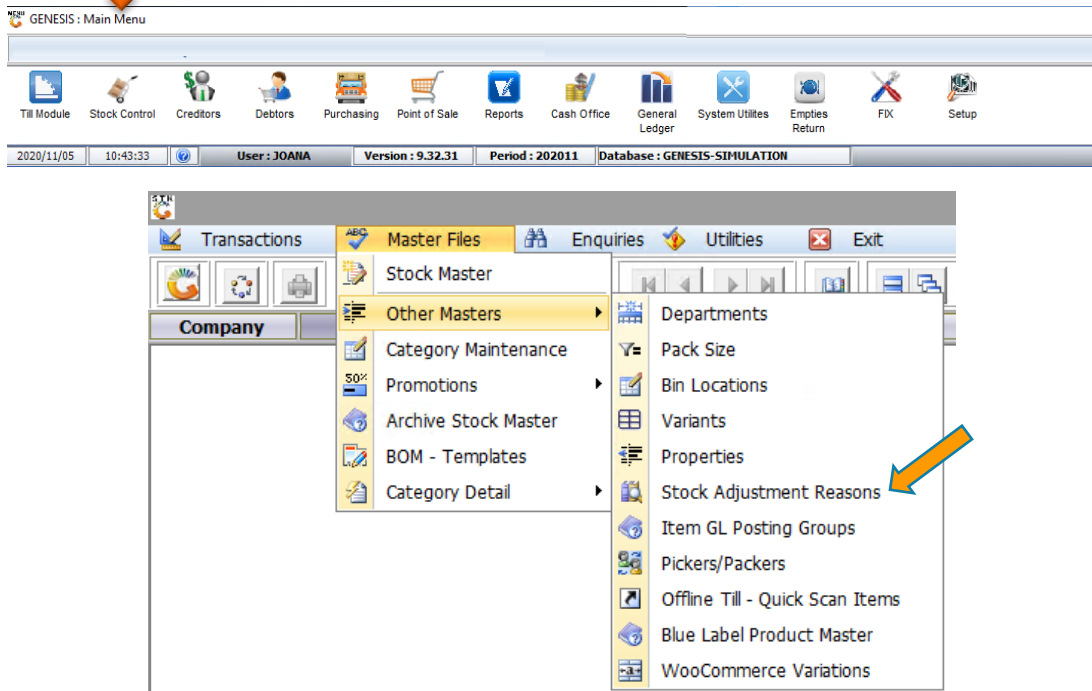 MENU
GENESIS : Main Menu
Till Module Stock Control Creditors Debtors Purchasing Point of Sale Reports Cash Office General Ledger System Utilites Empties Return FIX Setup
2020/11/05 10:43:33 User : JOANA Version : 9.32.31 Period : 202011 Database : GENESIS-SIMULATION
STK
Transactions ABC Master Files Enquiries Utilities Exit
Stock Master
Other Masters
Company
Category Maintenance
50% Promotions
Archive Stock Master
BOM - Templates
Category Detail
Departments
Pack Size
Bin Locations
Variants
Properties
Stock Adjustment Reasons
Item GL Posting Groups
Pickers/Packers
Offline Till - Quick Scan Items
Blue Label Product Master
WooCommerce Variations